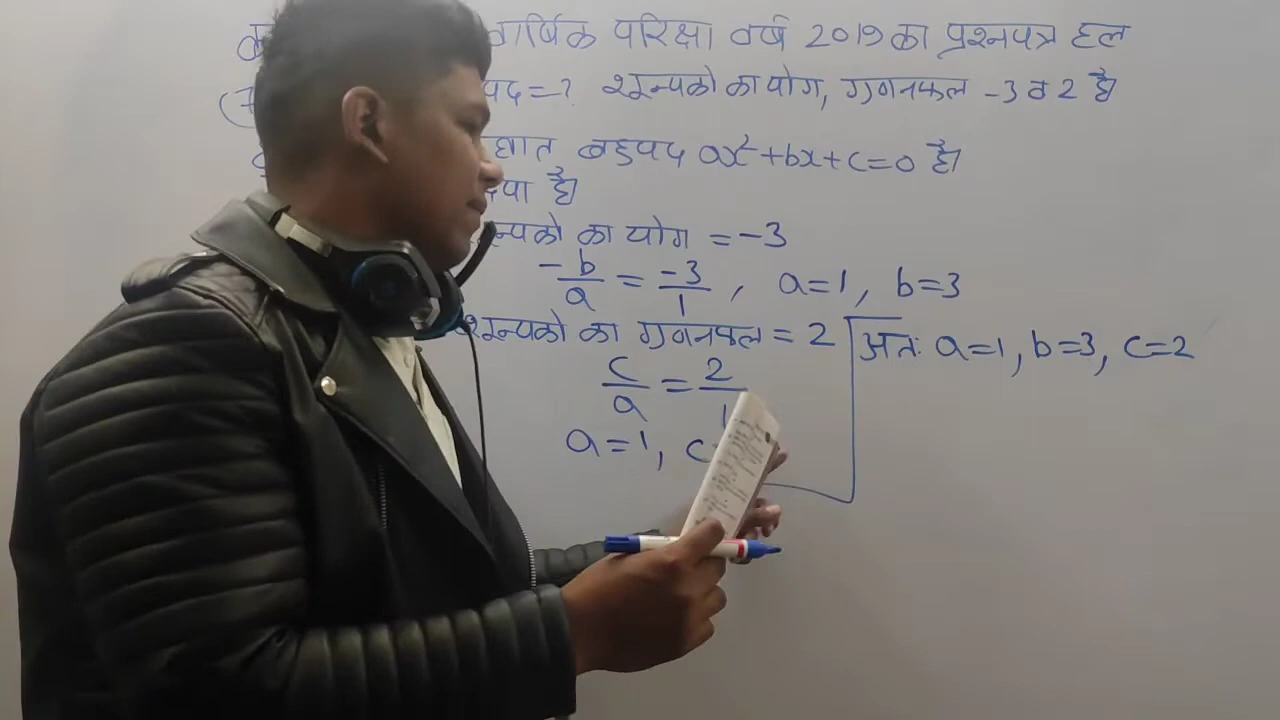 वार्षिक परिक्षा वर्ष 2019 का प्रश्नपत्र हल
पद = ? शून्यको का योग, गुणनफल -3 व 2 है
घात बहुपद ax²+bx+c=0 है।
दिया है।
शून्यको का योग = -3
-b/a = -3/1 , a=1, b=3
शून्यको का गुणनफल = 2
c/a = 2/1
a=1, c
अतः a=1, b=3, c=2